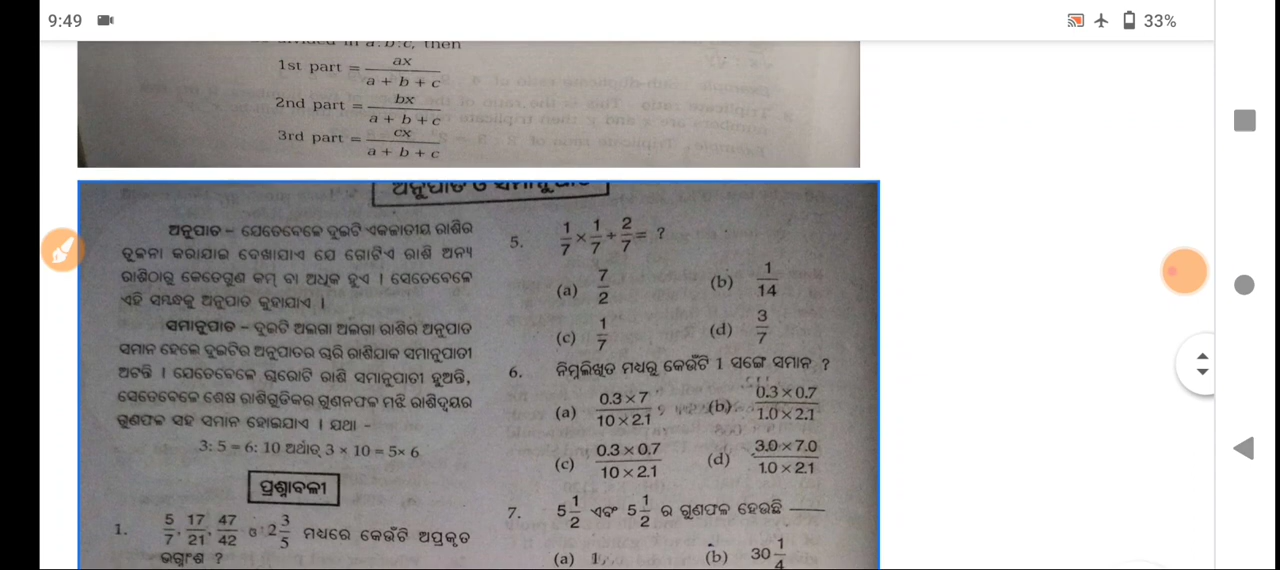 9:49
33%
divided in a:b:c, then
1st part = ax / a + b + c
2nd part = bx / a + b + c
3rd part = cx / a + b + c
ଅନୁପାତ ଓ ସମାନୁପାତ
ଅନୁପାତ – ଯେତେବେଳେ ଦୁଇଟି ଏକଜାତୀୟ ରାଶିର
ତୁଳନା କରାଯାଇ ଦେଖାଯାଏ ଯେ ଗୋଟିଏ ରାଶି ଅନ୍ୟ
ରାଶିଠାରୁ କେତେଗୁଣ କମ୍ ବା ଅଧିକ ହୁଏ । ସେତେବେଳେ
ଏହି ସମ୍ବନ୍ଧକୁ ଅନୁପାତ କୁହାଯାଏ ।
ସମାନୁପାତ – ଦୁଇଟି ଅଲଗା ଅଲଗା ରାଶିର ଅନୁପାତ
ସମାନ ହେଲେ ଦୁଇଟିର ଅନୁପାତର ଚାରି ରାଶିଯାକ ସମାନୁପାତୀ
ଅଟନ୍ତି । ଯେତେବେଳେ ଚାରୋଟି ରାଶି ସମାନୁପାତୀ ହୁଅନ୍ତି,
ସେତେବେଳେ ଶେଷ ରାଶିଗୁଡିକର ଗୁଣନଫଳ ମଝି ରାଶିଦ୍ୱୟର
ଗୁଣଫଳ ସହ ସମାନ ହୋଇଯାଏ । ଯଥା -
3: 5 = 6: 10 ଅର୍ଥାତ୍ 3 × 10 = 5× 6
ପ୍ରଶ୍ନାବଳୀ
1. 5/7, 17/21, 47/42 ଓ 2 3/5 ମଧ୍ୟରେ କେଉଁଟି ଅପ୍ରକୃତ
ଭଗ୍ନାଂଶ ?
5. 1/7 × 1/7 ÷ 2/7 = ?
(a) 7/2 (b) 1/14
(c) 1/7 (d) 3/7
6. ନିମ୍ନଲିଖିତ ମଧ୍ୟରୁ କେଉଁଟି 1 ସଙ୍ଗେ ସମାନ ?
(a) 0.3 × 7 / 10 × 2.1 (b) 0.3 × 0.7 / 1.0 × 2.1
(c) 0.3 × 0.7 / 10 × 2.1 (d) 3.0 × 7.0 / 1.0 × 2.1
7. 5 1/2 ଏବଂ 5 1/2 ର ଗୁଣଫଳ ହେଉଛି ——
(a) 1 (b) 30 1/4